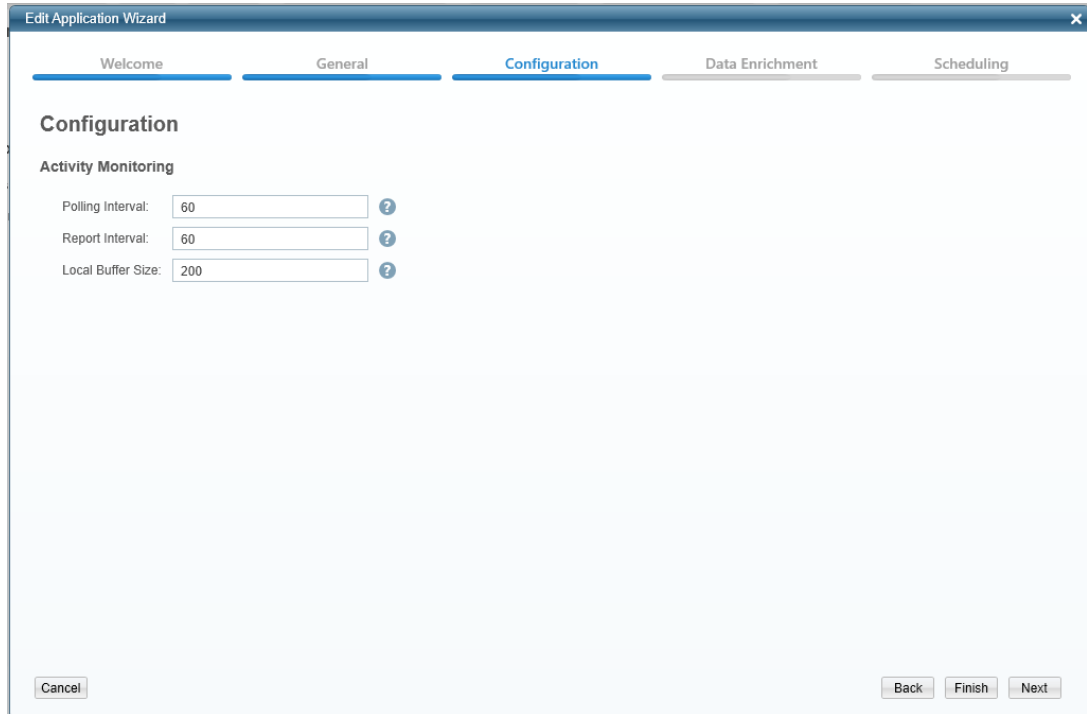 Edit Application Wizard
Welcome General Configuration Data Enrichment Scheduling
Configuration
Activity Monitoring
Polling Interval: 60 ?
Report Interval: 60 ?
Local Buffer Size: 200 ?
Cancel Back Finish Next